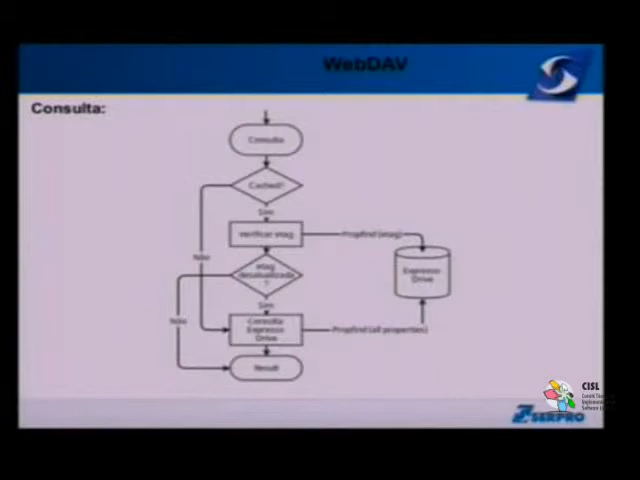 WebDAV
Consulta:
Consulta
Cached?
Sim
Verificar etag
Propfind (etag)
Não
etag
desatualizada
?
Expresso
Drive
Sim
Não
Consulta
Expresso
Drive
Propfind (all properties)
Result
CISL
SERPRO